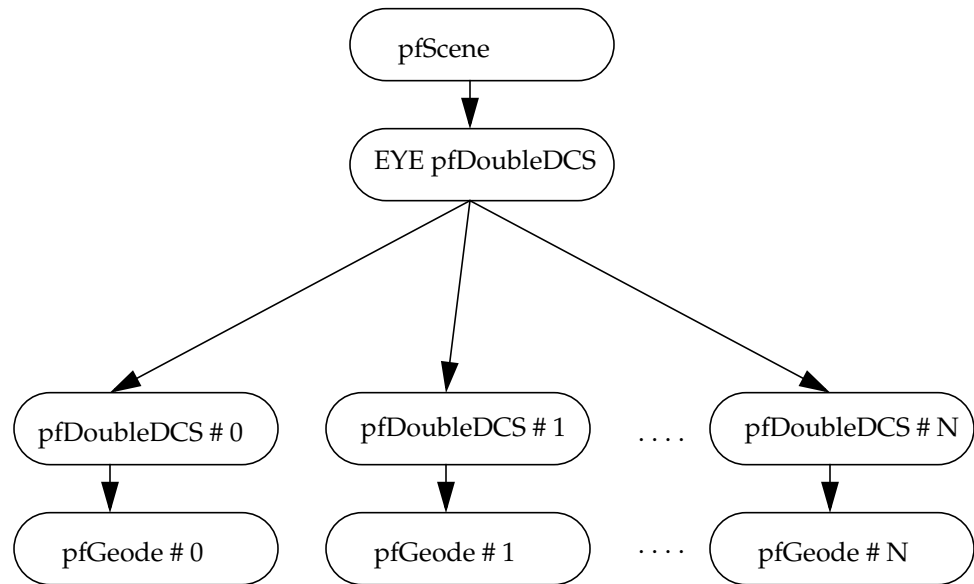 pfScene
EYE pfDoubleDCS
pfDoubleDCS # 0 pfDoubleDCS # 1 . . . . pfDoubleDCS # N
pfGeode # 0 pfGeode # 1 . . . . pfGeode # N